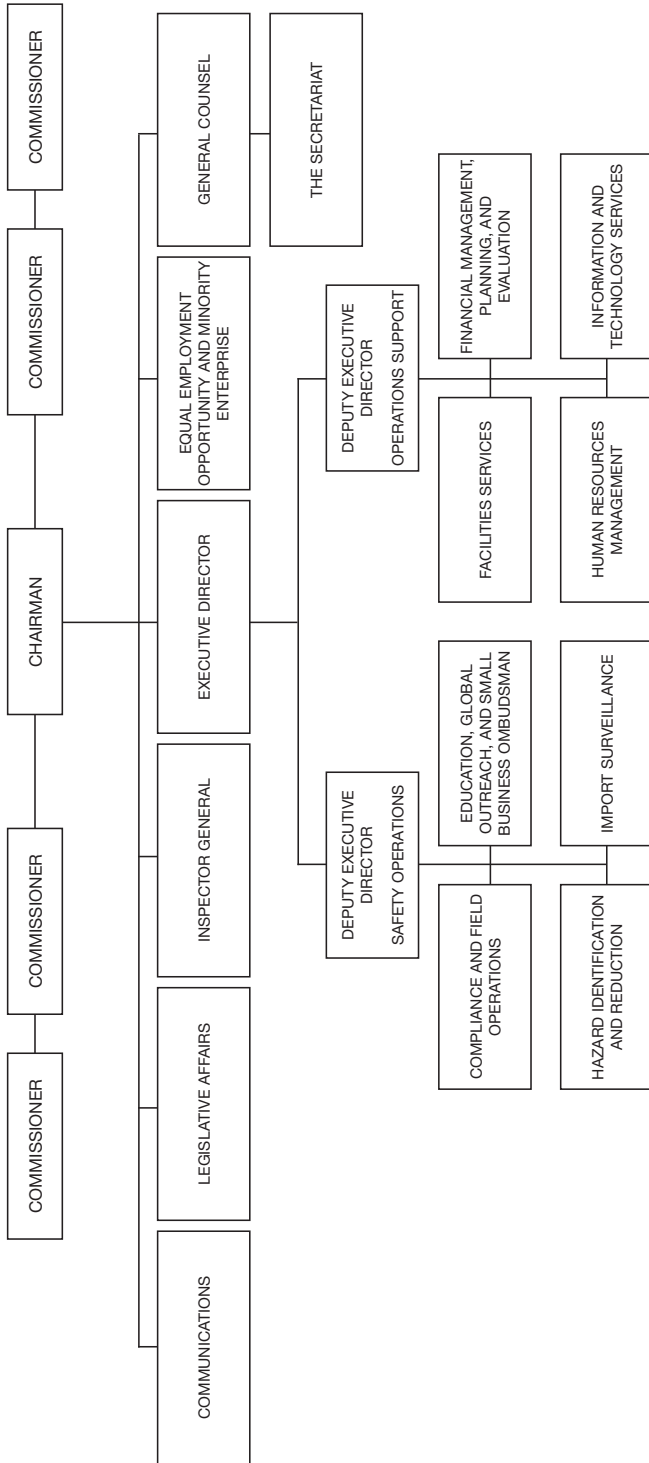 COMMISSIONER
COMMISSIONER
CHAIRMAN
COMMISSIONER
COMMISSIONER
COMMUNICATIONS
LEGISLATIVE AFFAIRS
INSPECTOR GENERAL
EXECUTIVE DIRECTOR
EQUAL EMPLOYMENT
OPPORTUNITY AND MINORITY
ENTERPRISE
GENERAL COUNSEL
THE SECRETARIAT
DEPUTY EXECUTIVE
DIRECTOR
SAFETY OPERATIONS
DEPUTY EXECUTIVE
DIRECTOR
OPERATIONS SUPPORT
COMPLIANCE AND FIELD
OPERATIONS
EDUCATION, GLOBAL
OUTREACH, AND SMALL
BUSINESS OMBUDSMAN
FACILITIES SERVICES
FINANCIAL MANAGEMENT,
PLANNING, AND
EVALUATION
HAZARD IDENTIFICATION
AND REDUCTION
IMPORT SURVEILLANCE
HUMAN RESOURCES
MANAGEMENT
INFORMATION AND
TECHNOLOGY SERVICES